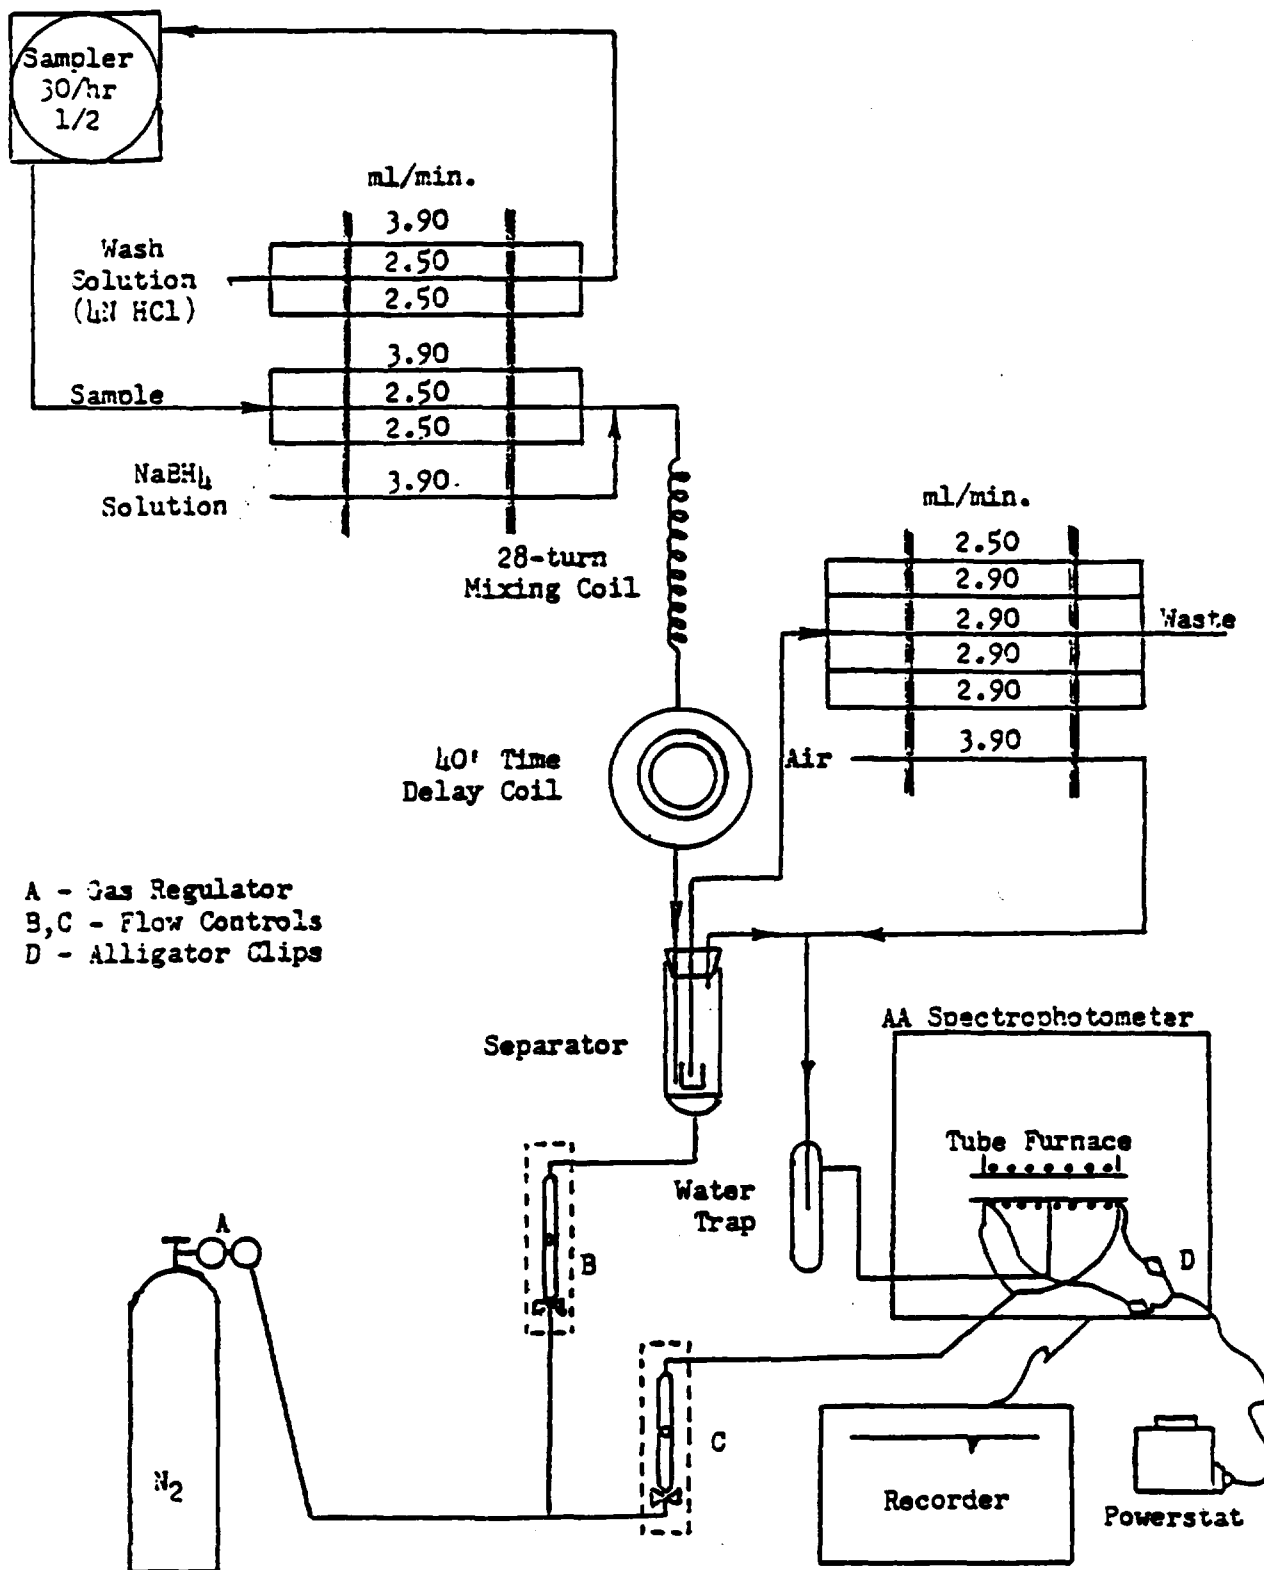 Sampler
30/hr
1/2
ml/min.
3.90
Wash
Solution
(4N HCl)
2.50
2.50
3.90
Sample
2.50
2.50
NaBH4
Solution
3.90
28-turn
Mixing Coil
ml/min.
2.50
2.90
2.90
Waste
2.90
2.90
Air
3.90
40' Time
Delay Coil
A - Gas Regulator
B,C - Flow Controls
D - Alligator Clips
Separator
AA Spectrophotometer
Tube Furnace
Water
Trap
A
B
D
C
N2
Recorder
Powerstat